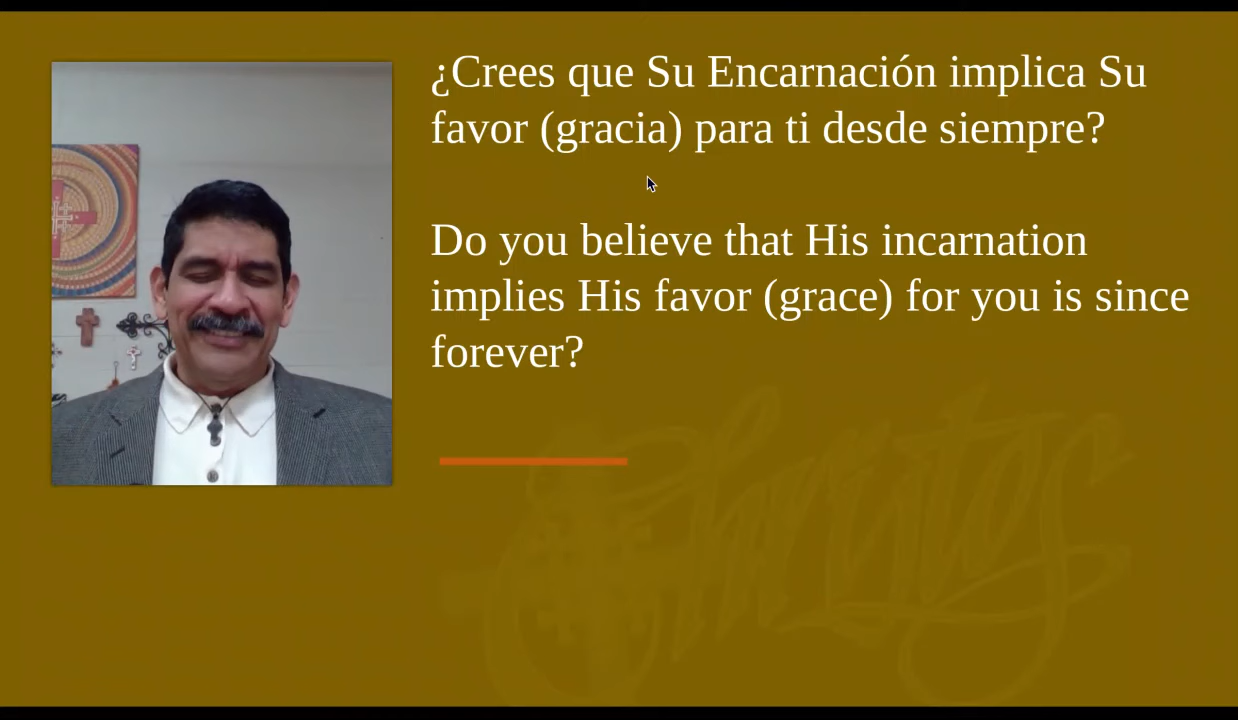 ¿Crees que Su Encarnación implica Su
favor (gracia) para ti desde siempre?
Do you believe that His incarnation
implies His favor (grace) for you is since
forever?